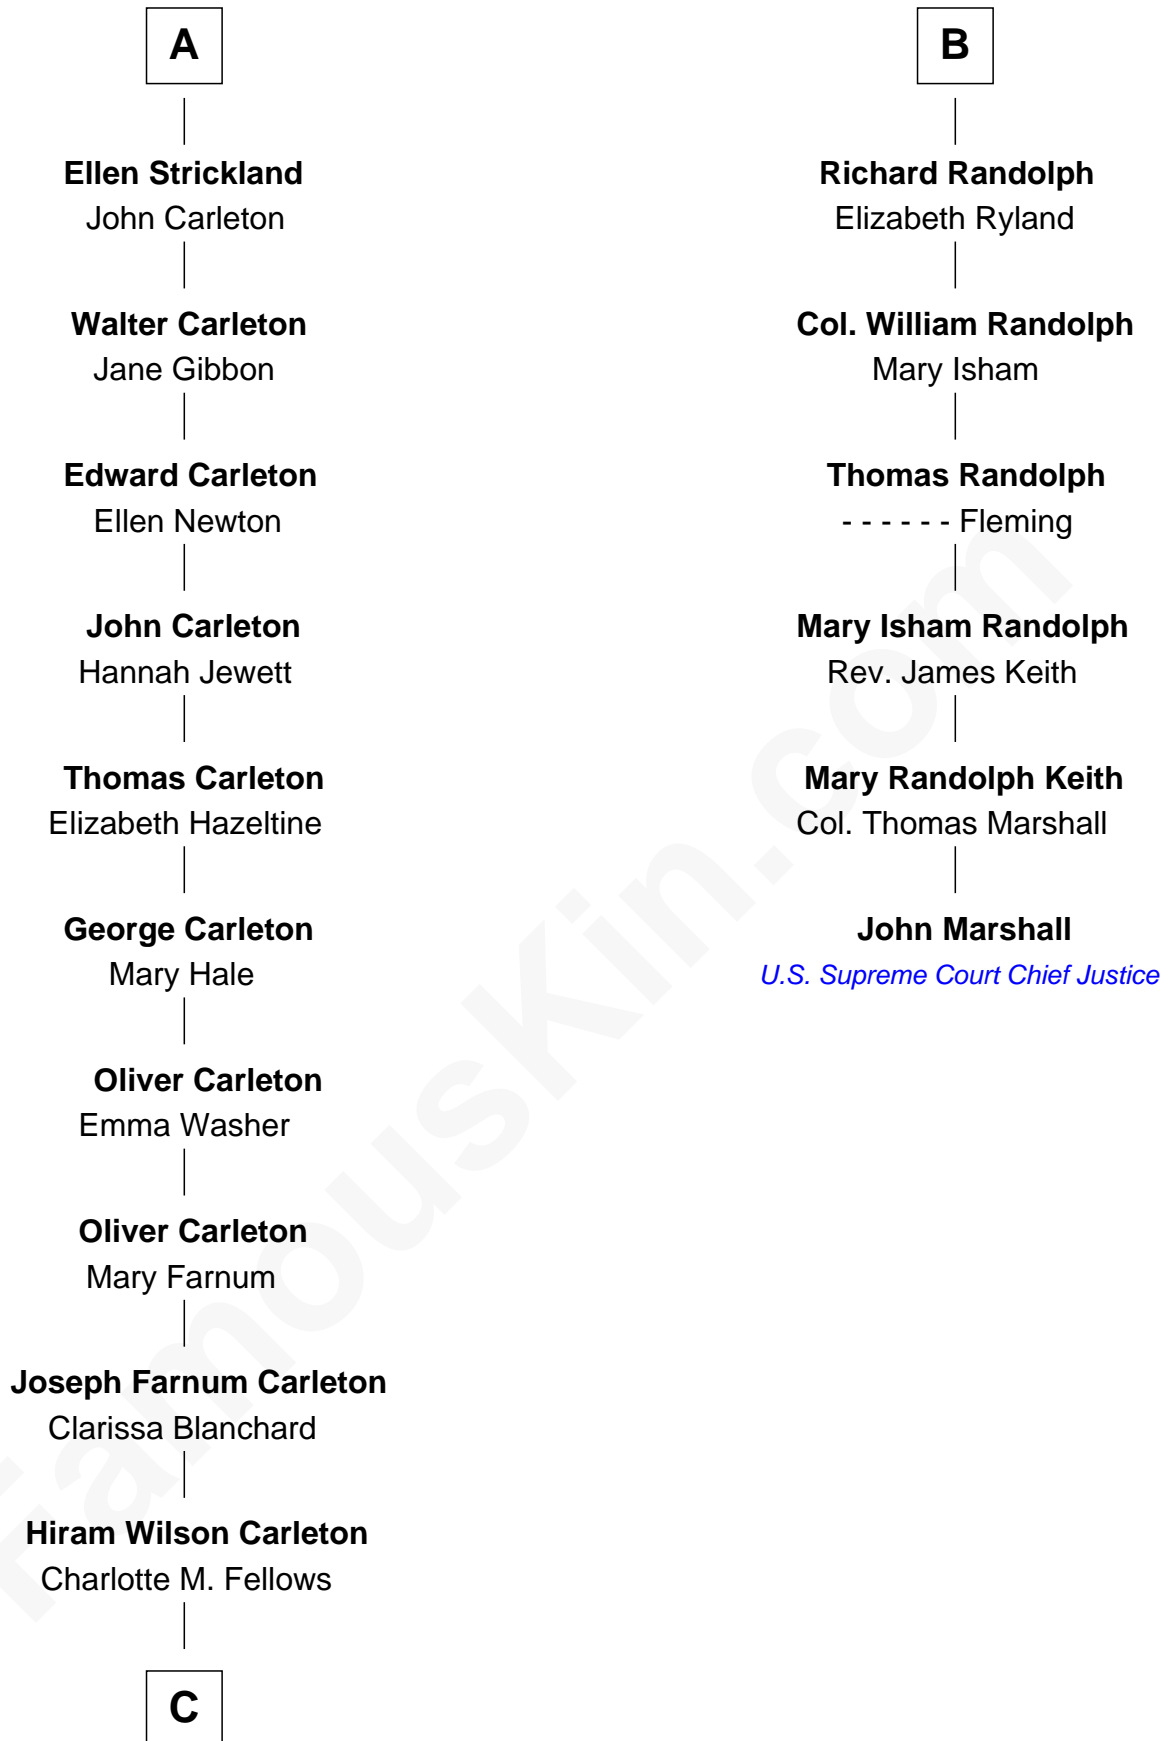 A
Ellen Strickland
John Carleton
Walter Carleton
Jane Gibbon
Edward Carleton
Ellen Newton
John Carleton
Hannah Jewett
Thomas Carleton
Elizabeth Hazeltine
George Carleton
Mary Hale
Oliver Carleton
Emma Washer
Oliver Carleton
Mary Farnum
Joseph Farnum Carleton
Clarissa Blanchard
Hiram Wilson Carleton
Charlotte M. Fellows
C
B
Richard Randolph
Elizabeth Ryland
Col. William Randolph
Mary Isham
Thomas Randolph
- - - - - - Fleming
Mary Isham Randolph
Rev. James Keith
Mary Randolph Keith
Col. Thomas Marshall
John Marshall
U.S. Supreme Court Chief Justice
FamousKin.com